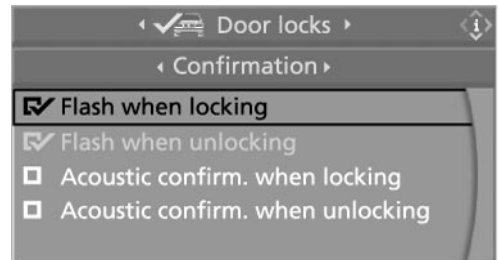 Door locks
Confirmation
Flash when locking
Flash when unlocking
Acoustic confirm. when locking
Acoustic confirm. when unlocking